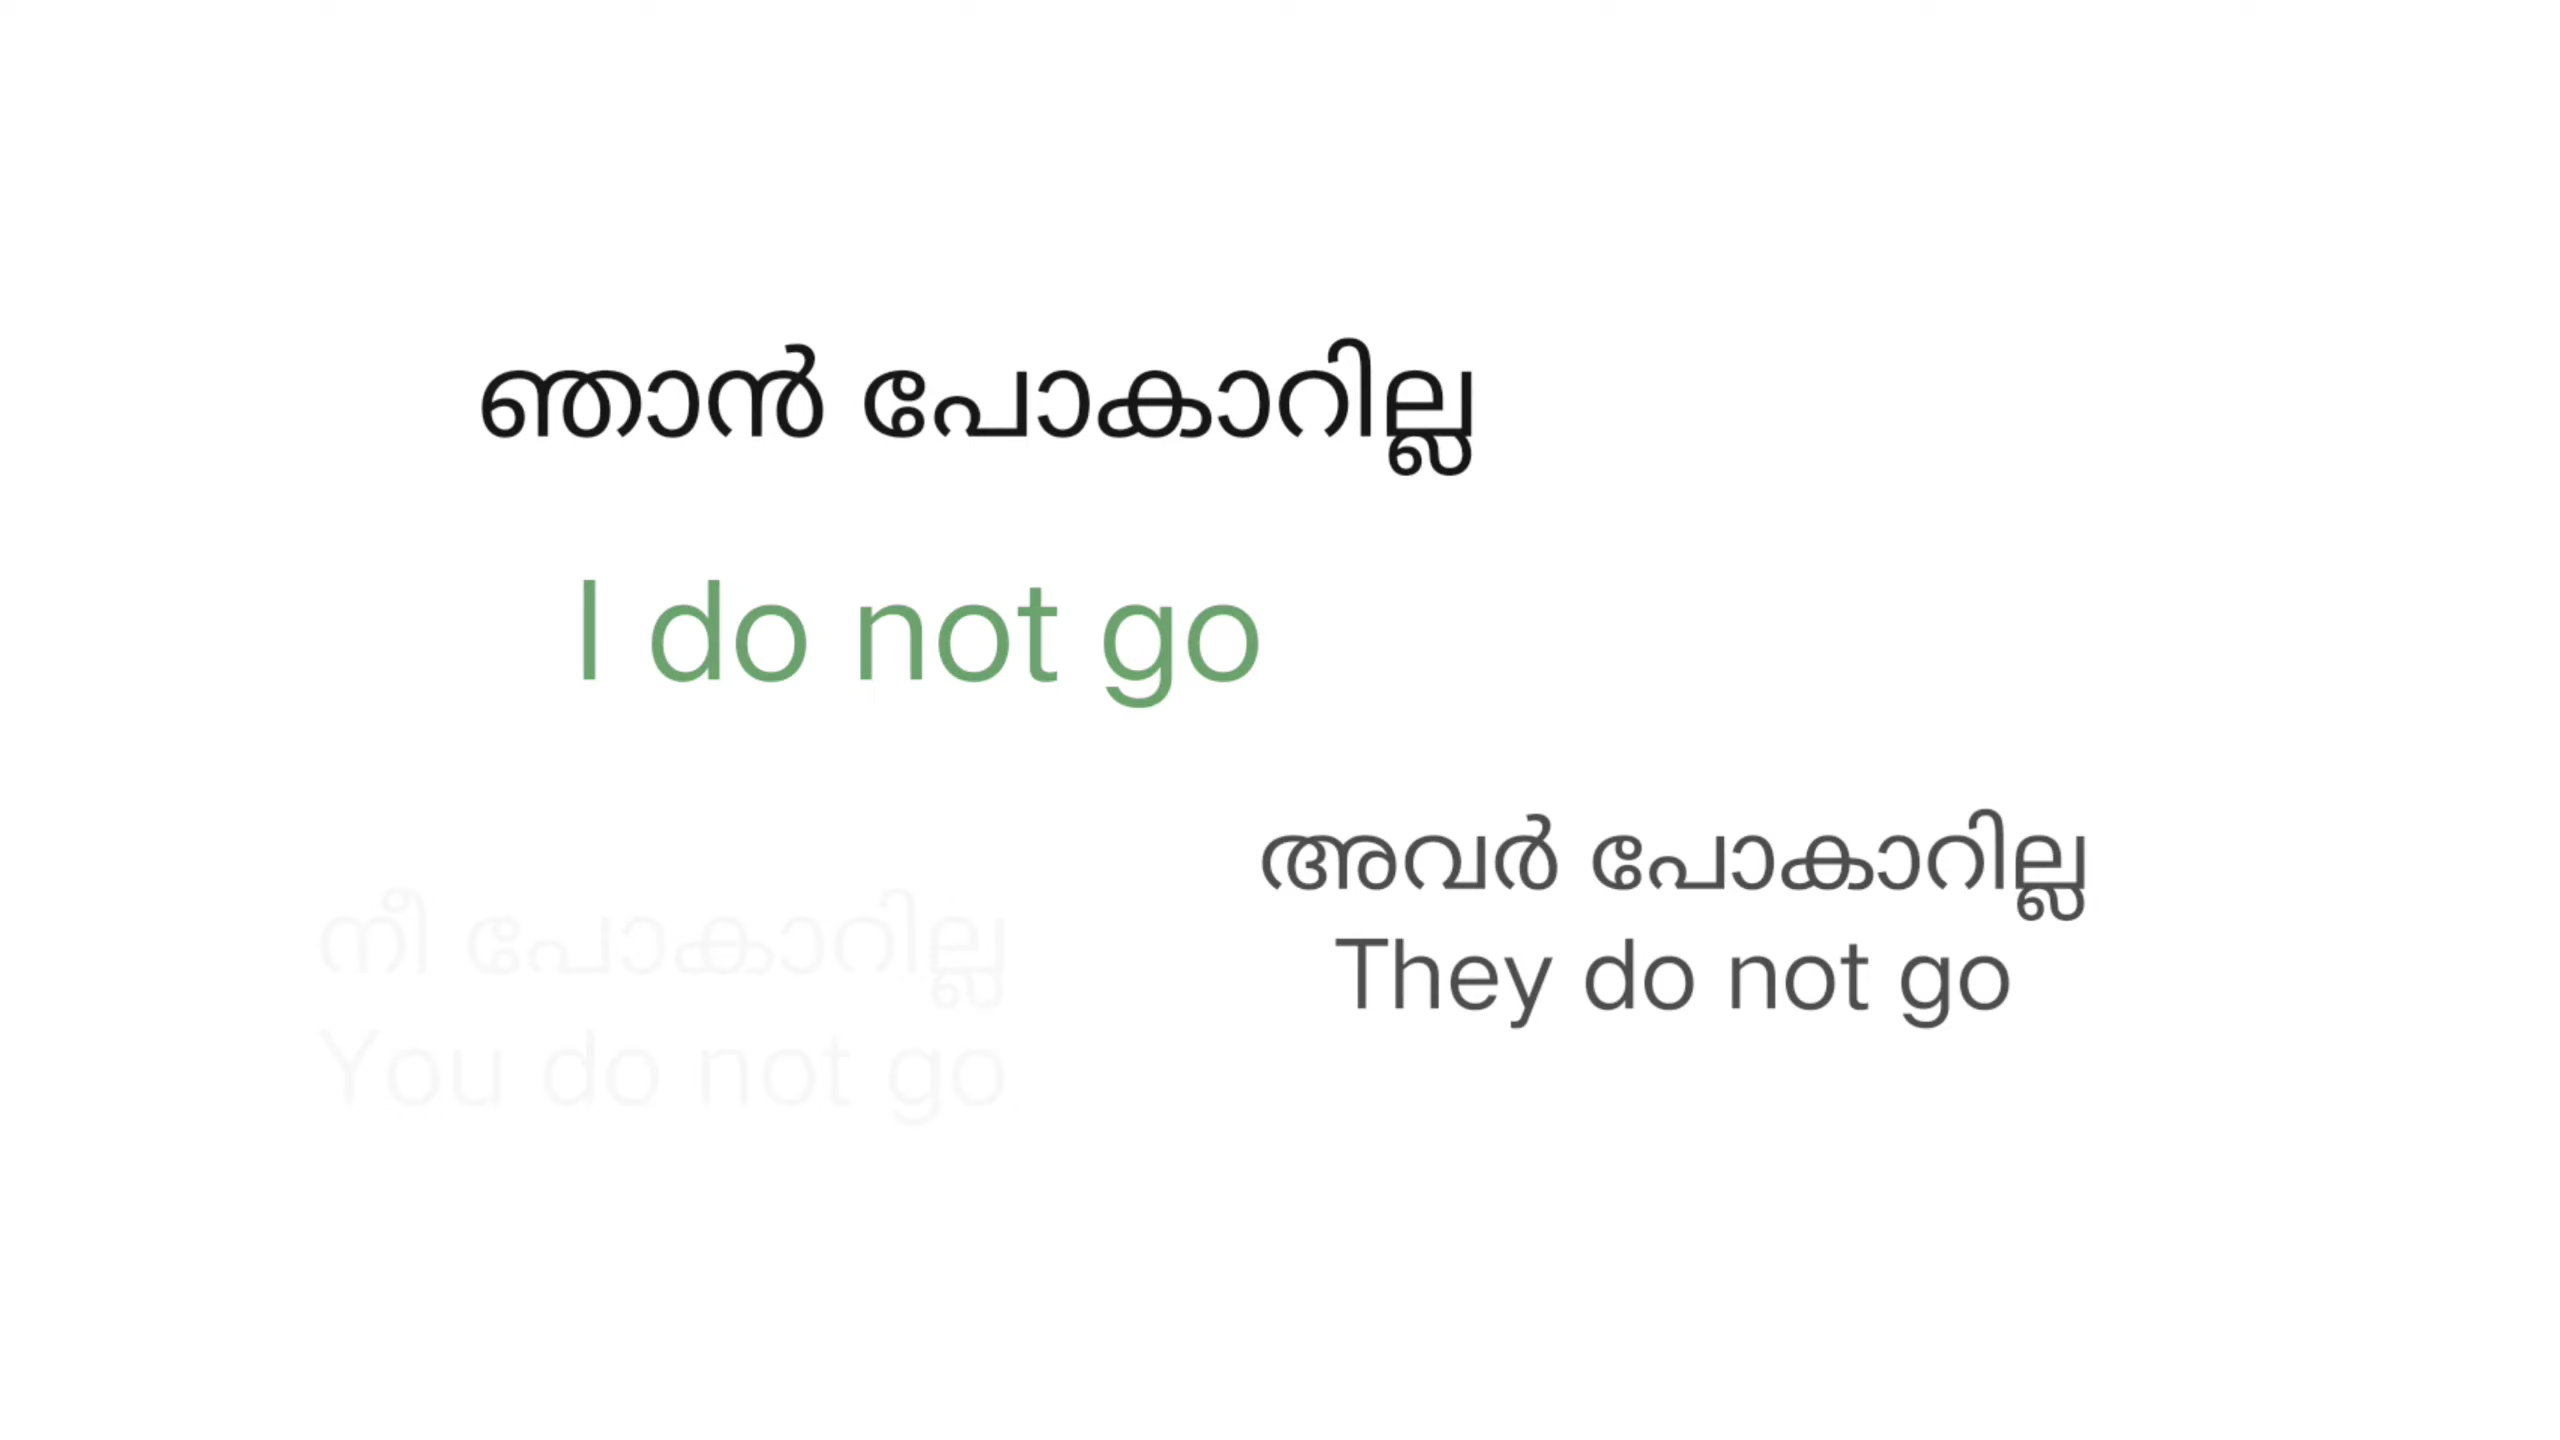 ഞാൻ പോകാറില്ല
I do not go
അവർ പോകാറില്ല
They do not go
നീ പോകാറില്ല
You do not go